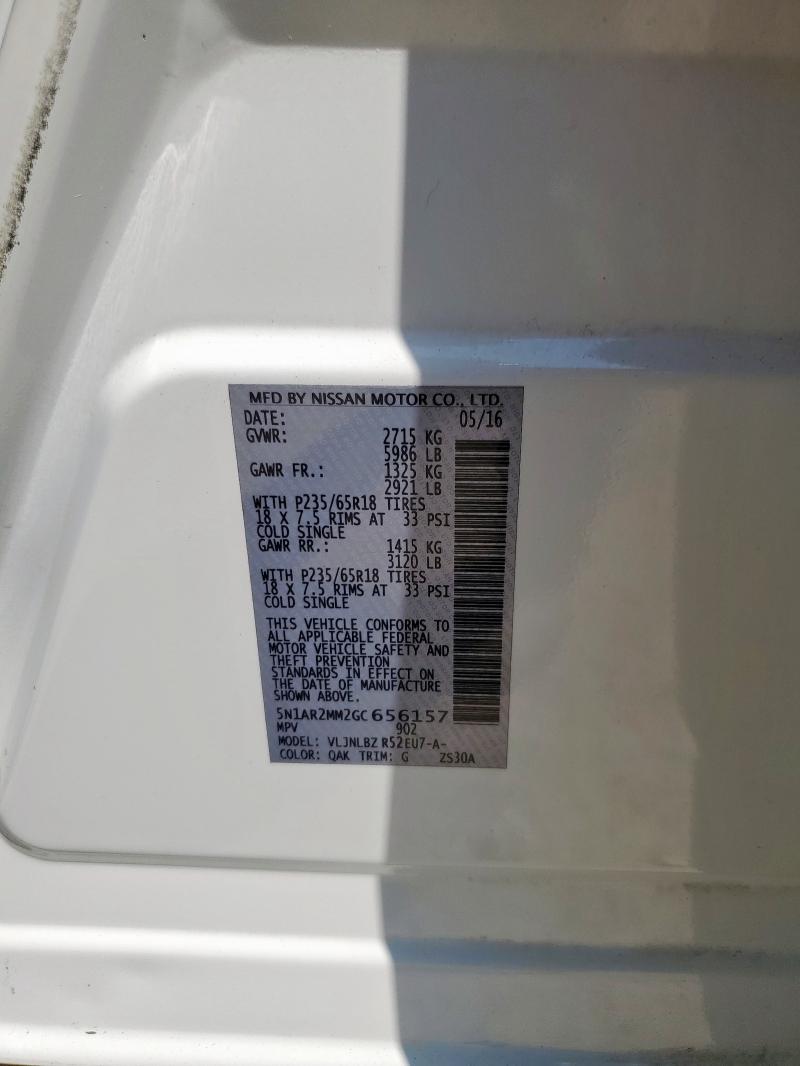 MFD BY NISSAN MOTOR CO., LTD.
DATE: 05/16
GVWR: 2715 KG
5986 LB
GAWR FR.: 1325 KG
2921 LB
WITH P235/65R18 TIRES
18 X 7.5 RIMS AT 33 PSI
COLD SINGLE
GAWR RR.: 1415 KG
3120 LB
WITH P235/65R18 TIRES
18 X 7.5 RIMS AT 33 PSI
COLD SINGLE
THIS VEHICLE CONFORMS TO
ALL APPLICABLE FEDERAL
MOTOR VEHICLE SAFETY AND
THEFT PREVENTION
STANDARDS IN EFFECT ON
THE DATE OF MANUFACTURE
SHOWN ABOVE.
5N1AR2MM2GC656157
MPV 902
MODEL: VLJNLBZ R52EU7-A-
COLOR: QAK TRIM: G ZS30A